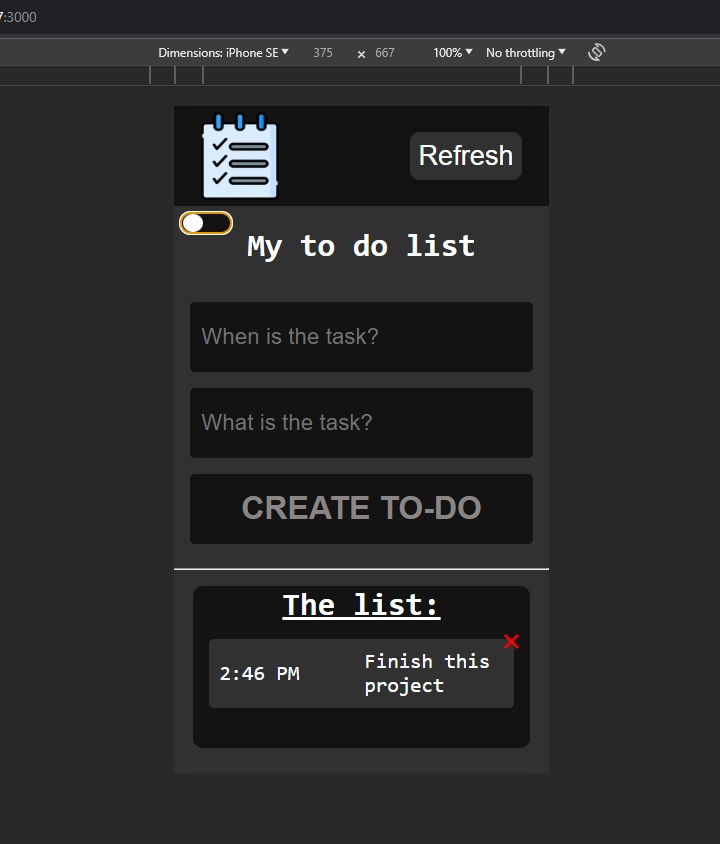 7:3000
Dimensions: iPhone SE 375 × 667 100% No throttling
Refresh
My to do list
When is the task?
What is the task?
CREATE TO-DO
The list:
2:46 PM
Finish this
project